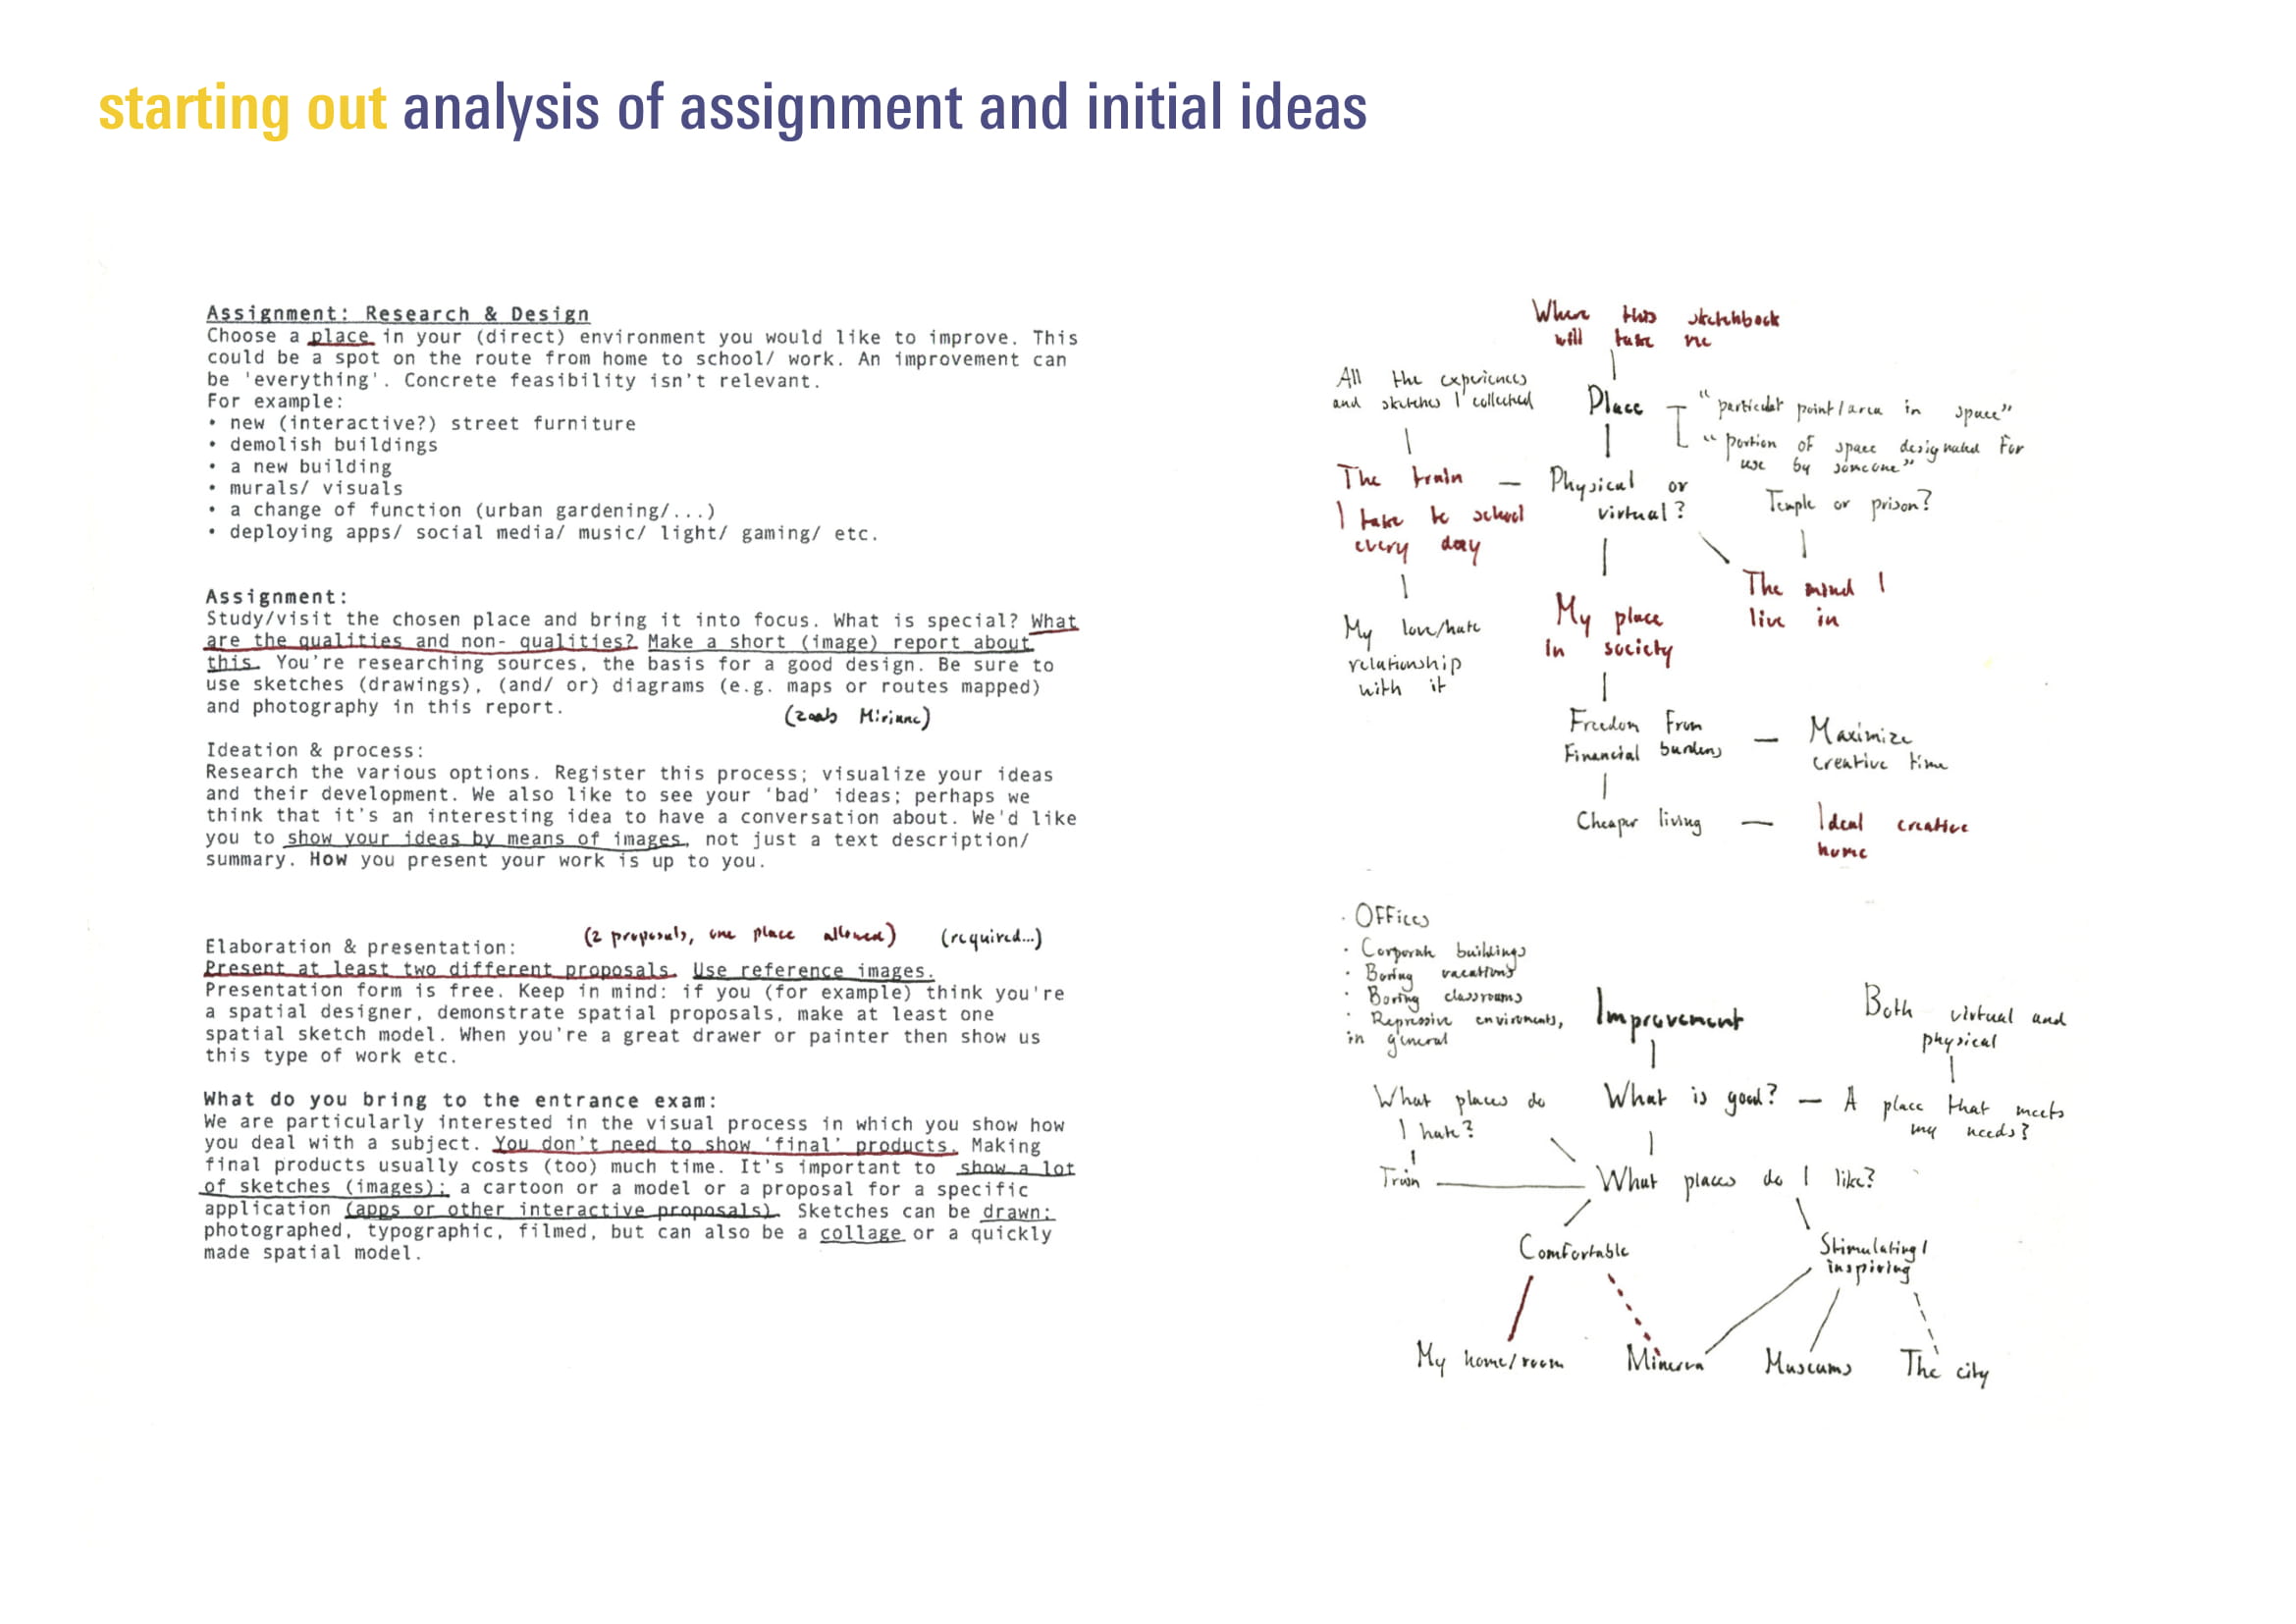 starting out analysis of assignment and initial ideas
Assignment: Research & Design
Choose a place in your (direct) environment you would like to improve. This
could be a spot on the route from home to school/ work. An improvement can
be 'everything'. Concrete feasibility isn't relevant.
For example:
• new (interactive?) street furniture
• demolish buildings
• a new building
• murals/ visuals
• a change of function (urban gardening/...)
• deploying apps/ social media/ music/ light/ gaming/ etc.
Assignment:
Study/visit the chosen place and bring it into focus. What is special? What
are the qualities and non- qualities? Make a short (image) report about
this. You're researching sources, the basis for a good design. Be sure to
use sketches (drawings), (and/ or) diagrams (e.g. maps or routes mapped)
and photography in this report.
(zoals Mirjam)
Ideation & process:
Research the various options. Register this process; visualize your ideas
and their development. We also like to see your 'bad' ideas; perhaps we
think that it's an interesting idea to have a conversation about. We'd like
you to show your ideas by means of images, not just a text description/
summary. How you present your work is up to you.
(2 proposals, one place allowed) (required...)
Elaboration & presentation:
Present at least two different proposals. Use reference images.
Presentation form is free. Keep in mind: if you (for example) think you're
a spatial designer, demonstrate spatial proposals, make at least one
spatial sketch model. When you're a great drawer or painter then show us
this type of work etc.
What do you bring to the entrance exam:
We are particularly interested in the visual process in which you show how
you deal with a subject. You don't need to show 'final' products. Making
final products usually costs (too) much time. It's important to show a lot
of sketches (images); a cartoon or a model or a proposal for a specific
application (apps or other interactive proposals). Sketches can be drawn;
photographed, typographic, filmed, but can also be a collage or a quickly
made spatial model.
Where this sketchbook
will take me
All the experiences
and sketches I collected
Place
"particular point/area in space"
"portion of space designated for
use by someone"
The train
I take to school
every day
Physical or
virtual?
Temple or prison?
The mind I
live in
My love/hate
relationship
with it
My place
in society
Freedom from
financial burdens
Maximize
creative time
Cheaper living
Ideal creative
home
• Offices
• Corporate buildings
• Boring vacations
• Boring classrooms
• Repressive enviroments,
in general
Improvement
Both virtual and
physical
What places do
I hate?
What is good?
A place that meets
my needs?
Train
What places do I like?
Comfortable
Stimulating/
inspiring
My home/room
Minerva
Museums
The city